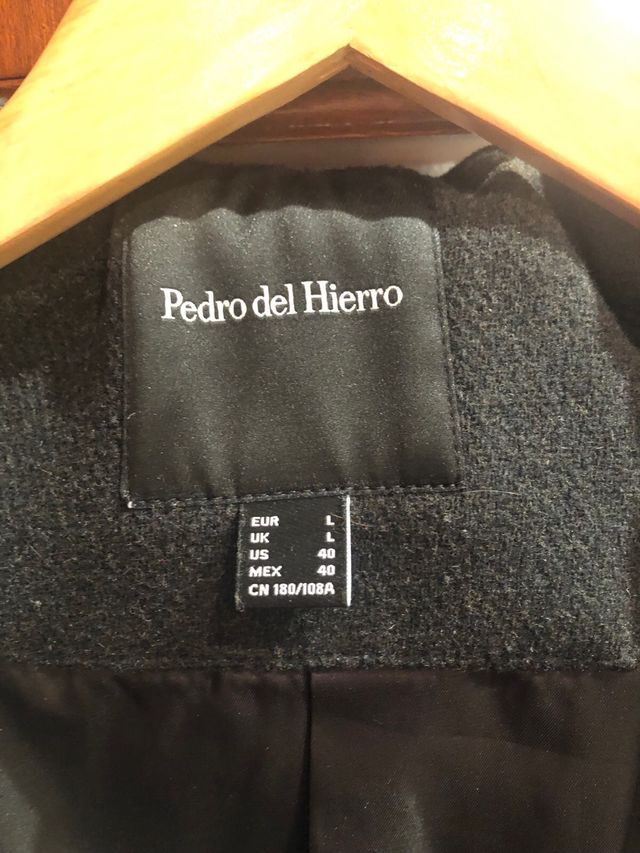 Pedro del Hierro
EUR L
UK L
US 40
MEX 40
CN 180/108A